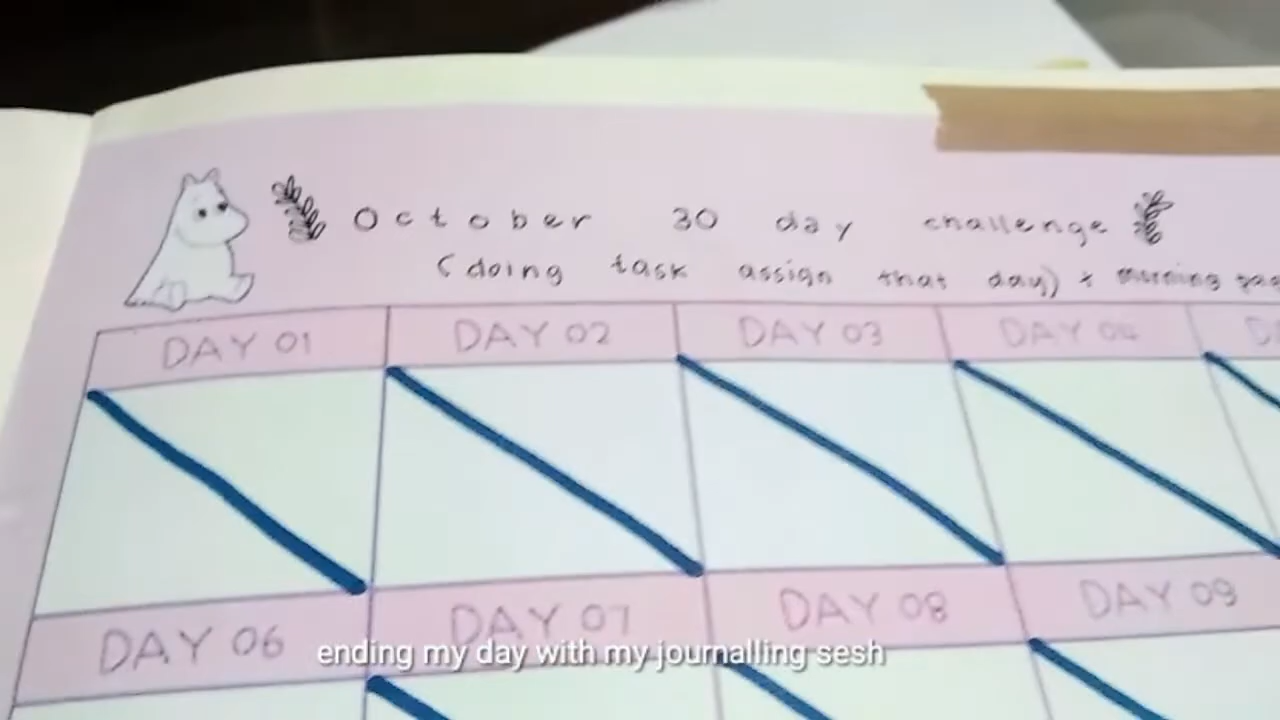 October 30 day challenge
(doing task assign that day) + morning
DAY 01 DAY 02 DAY 03 DAY 04
DAY 06 DAY 07 DAY 08 DAY 09
ending my day with my journalling sesh